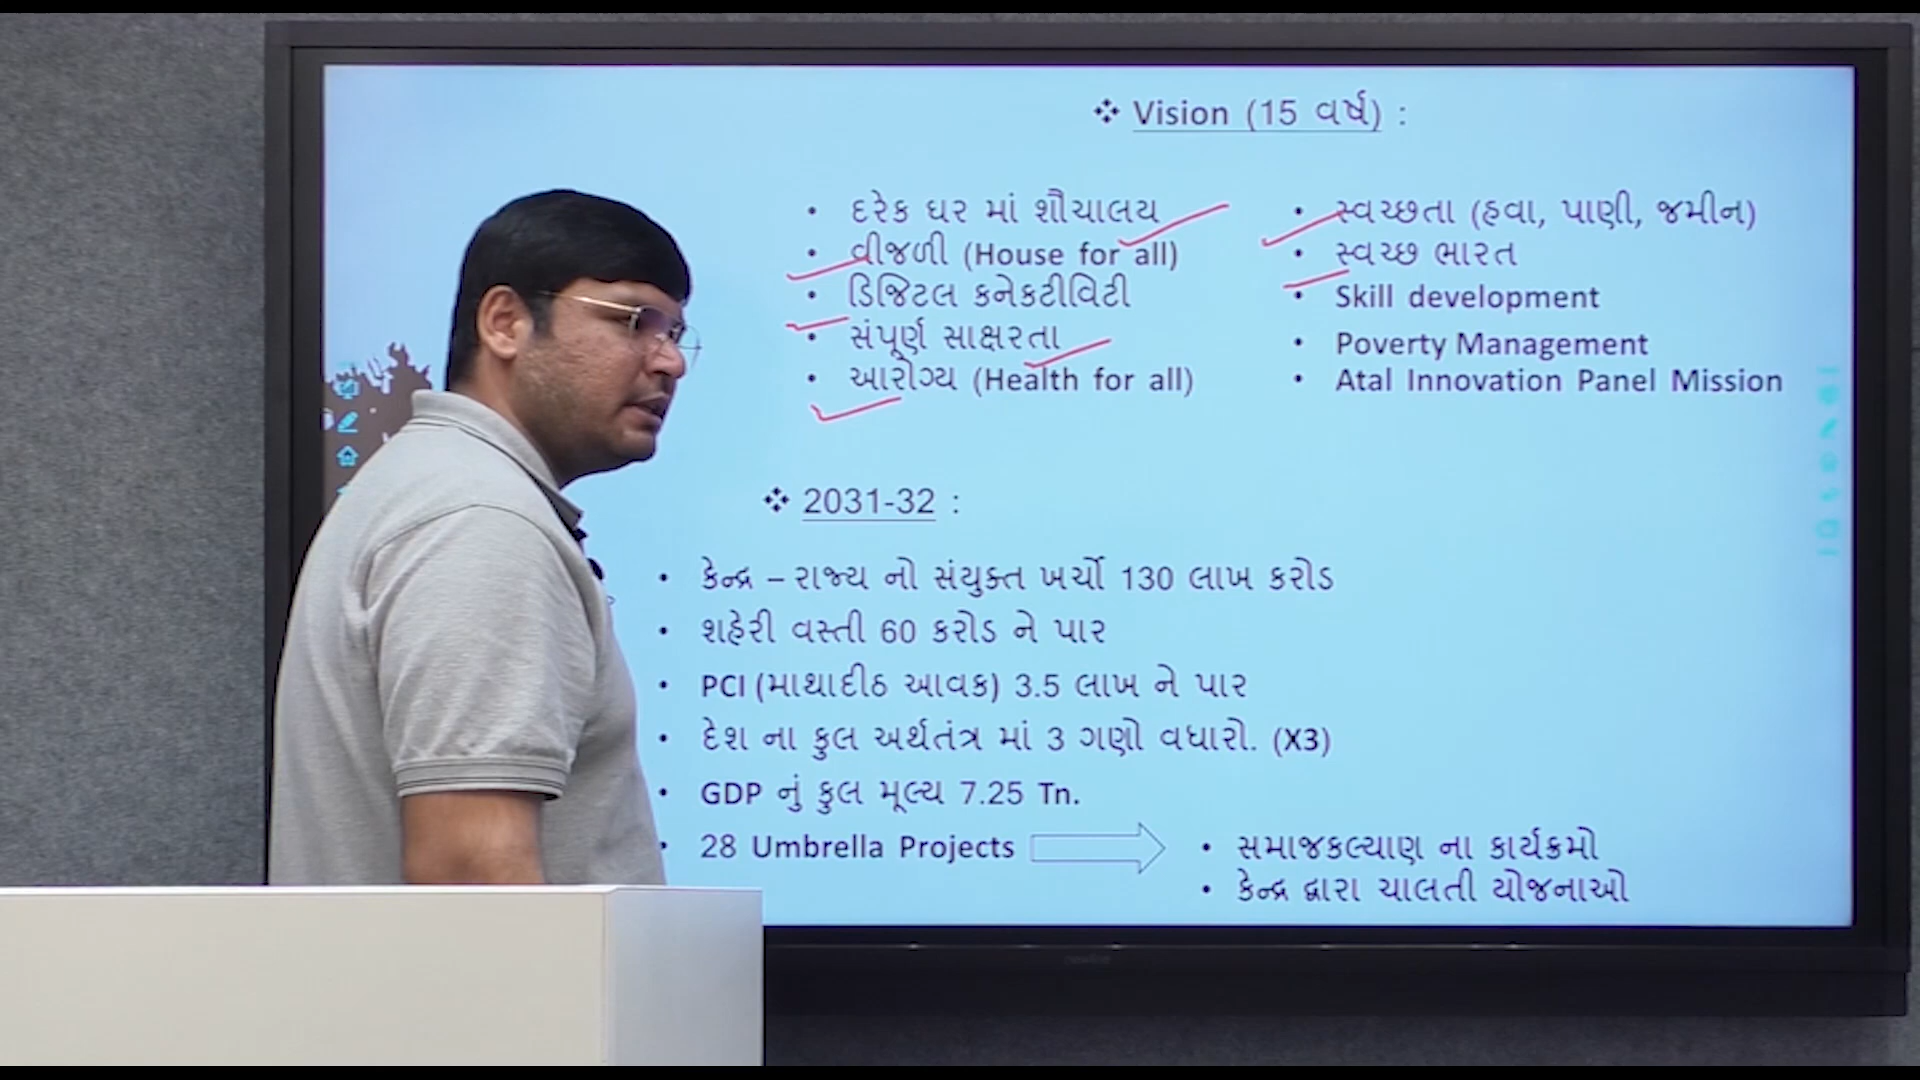 ❖ Vision (15 વર્ષ) :
• દરેક ઘર માં શૌચાલય
• વીજળી (House for all)
• ડિજિટલ કનેકટીવિટી
• સંપૂર્ણ સાક્ષરતા
• આરોગ્ય (Health for all)
• સ્વચ્છતા (હવા, પાણી, જમીન)
• સ્વચ્છ ભારત
• Skill development
• Poverty Management
• Atal Innovation Panel Mission
❖ 2031-32 :
• કેન્દ્ર – રાજ્ય નો સંયુક્ત ખર્ચો 130 લાખ કરોડ
• શહેરી વસ્તી 60 કરોડ ને પાર
• PCI (માથાદીઠ આવક) 3.5 લાખ ને પાર
• દેશ ના કુલ અર્થતંત્ર માં 3 ગણો વધારો. (X3)
• GDP નું કુલ મૂલ્ય 7.25 Tn.
• 28 Umbrella Projects
• સમાજકલ્યાણ ના કાર્યક્રમો
• કેન્દ્ર દ્વારા ચાલતી યોજનાઓ